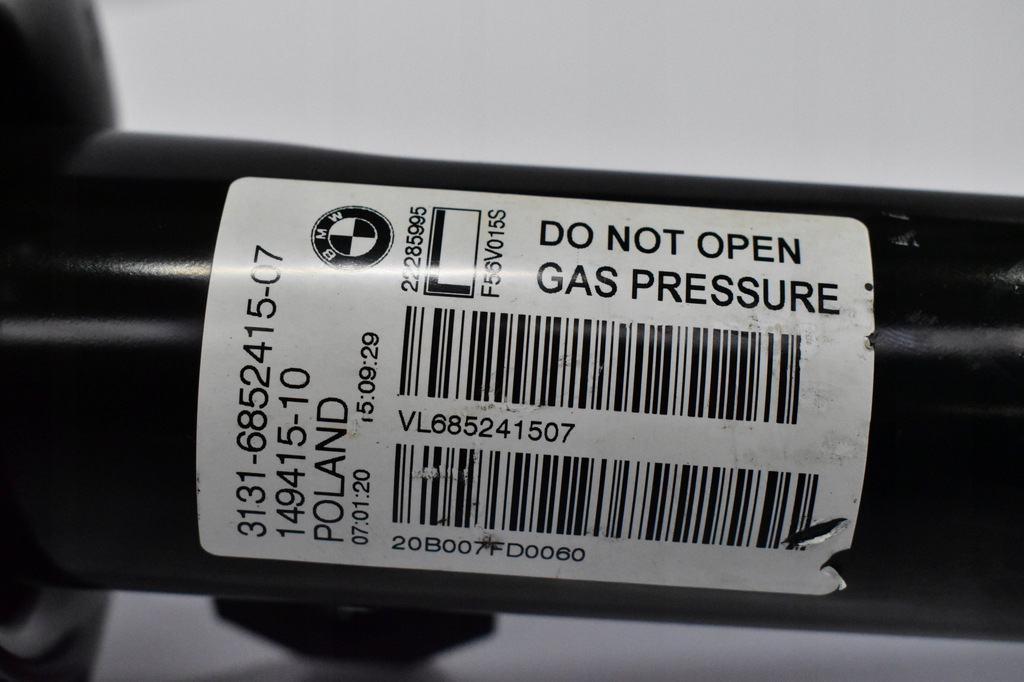 BMW
22285995
F56V015S
DO NOT OPEN
GAS PRESSURE
3131-6852415-07
149415-10
POLAND
07:01:20 15:09:29
VL685241507
20B007FD0060